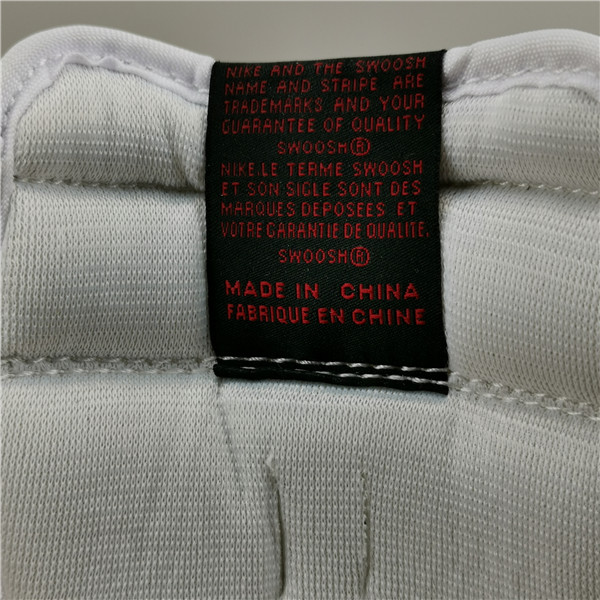 NIKE AND THE SWOOSH
NAME AND STRIPE ARE
TRADEMARKS AND YOUR
GUARANTEE OF QUALITY
SWOOSH®
NIKE.LE TERME SWOOSH
ET SON SIGLE SONT DES
MARQUES DEPOSEES ET
VOTRE GARANTIE DE QUALITE.
SWOOSH®
MADE IN CHINA
FABRIQUE EN CHINE